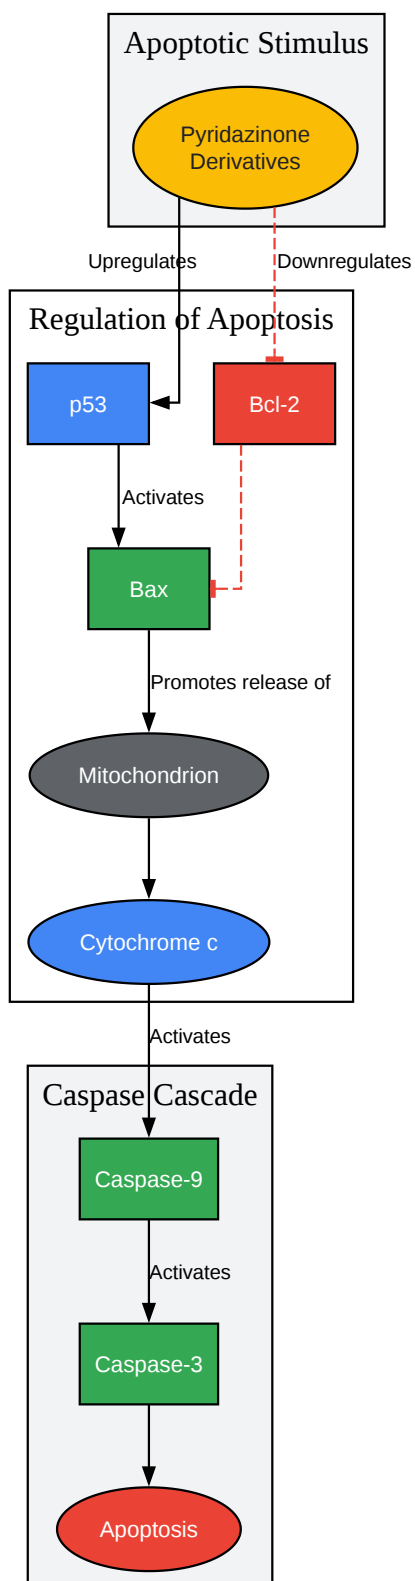 Apoptotic Stimulus
Pyridazinone
Derivatives
Upregulates
Downregulates
Regulation of Apoptosis
p53
Bcl-2
Activates
Bax
Promotes release of
Mitochondrion
Cytochrome c
Activates
Caspase Cascade
Caspase-9
Activates
Caspase-3
Apoptosis